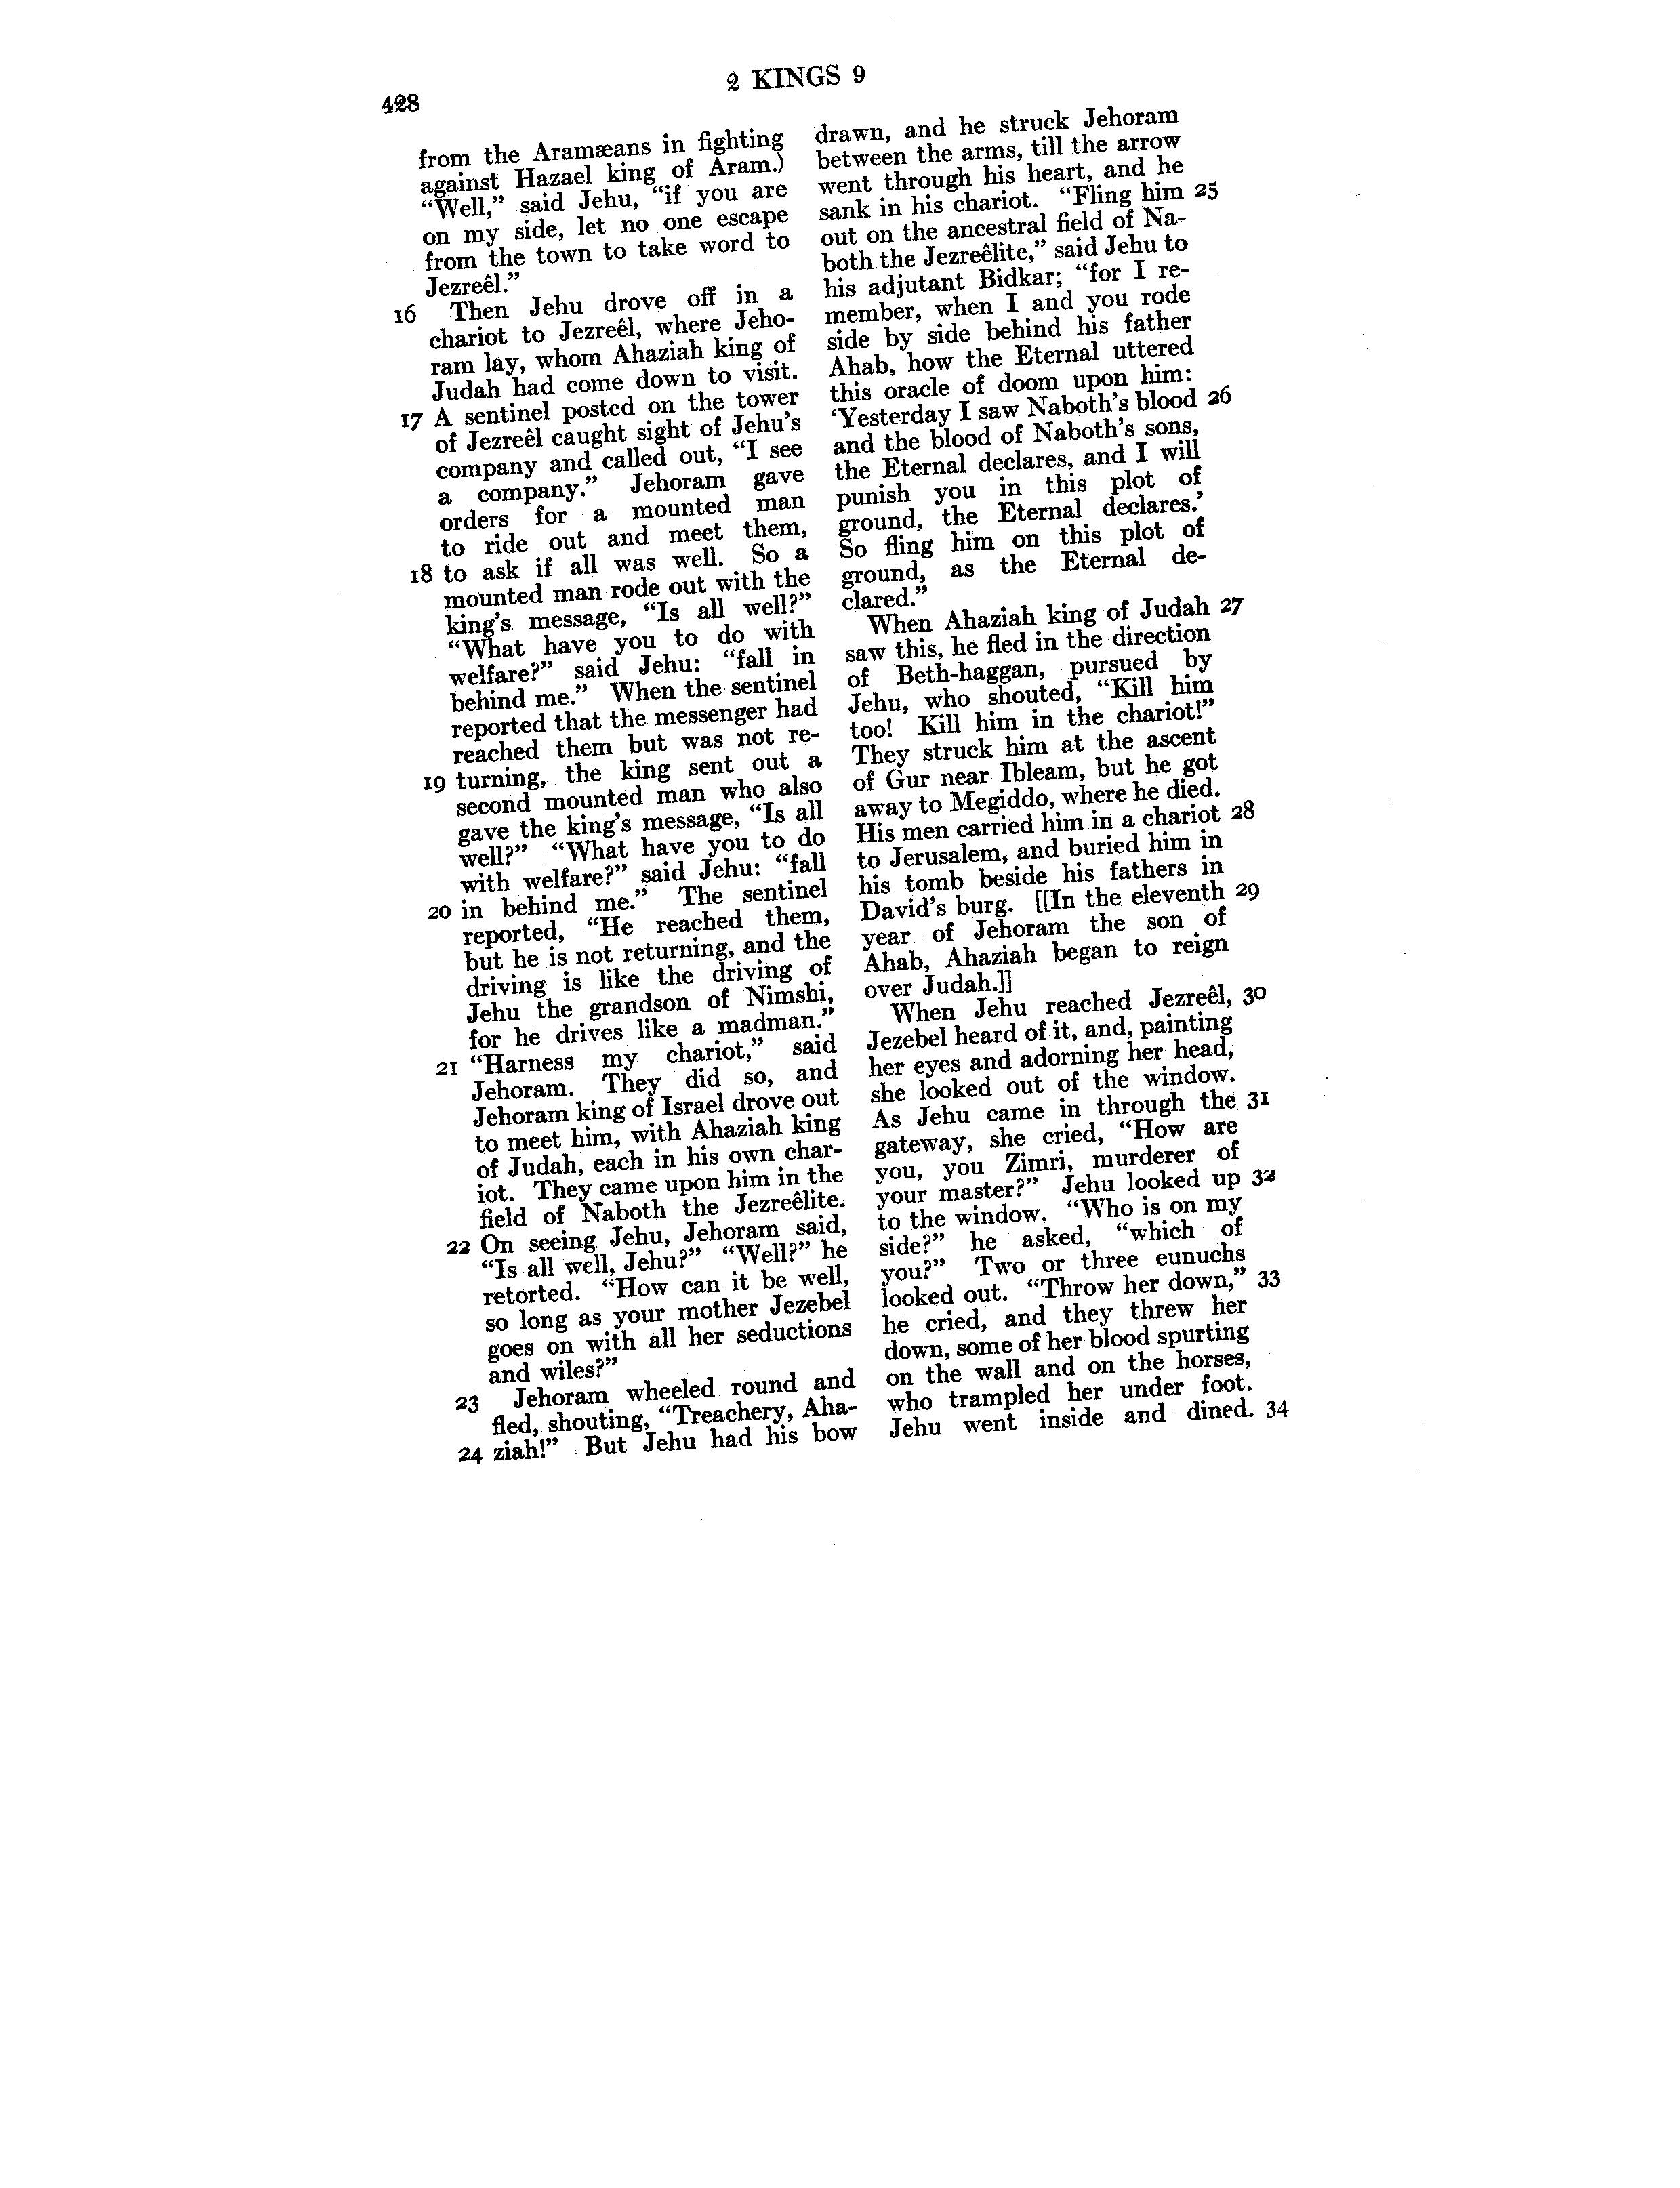 428
2 KINGS 9
from the Aramæans in fighting
against Hazael king of Aram.)
“Well,” said Jehu, “if you are
on my side, let no one escape
from the town to take word to
Jezreêl.”
16 Then Jehu drove off in a
chariot to Jezreêl, where Jeho-
ram lay, whom Ahaziah king of
Judah had come down to visit.
17 A sentinel posted on the tower
of Jezreêl caught sight of Jehu’s
company and called out, “I see
a company.” Jehoram gave
orders for a mounted man
to ride out and meet them,
18 to ask if all was well. So a
mounted man rode out with the
king’s message, “Is all well?”
“What have you to do with
welfare?” said Jehu: “fall in
behind me.” When the sentinel
reported that the messenger had
reached them but was not re-
19 turning, the king sent out a
second mounted man who also
gave the king’s message, “Is all
well?” “What have you to do
with welfare?” said Jehu: “fall
20 in behind me.” The sentinel
reported, “He reached them,
but he is not returning, and the
driving is like the driving of
Jehu the grandson of Nimshi,
for he drives like a madman.”
21 “Harness my chariot,” said
Jehoram. They did so, and
Jehoram king of Israel drove out
to meet him, with Ahaziah king
of Judah, each in his own char-
iot. They came upon him in the
field of Naboth the Jezreêlite.
22 On seeing Jehu, Jehoram said,
“Is all well, Jehu?” “Well?” he
retorted. “How can it be well,
so long as your mother Jezebel
goes on with all her seductions
and wiles?”
23 Jehoram wheeled round and
fled, shouting, “Treachery, Aha-
24 ziah!” But Jehu had his bow
drawn, and he struck Jehoram
between the arms, till the arrow
went through his heart, and he
sank in his chariot. “Fling him 25
out on the ancestral field of Na-
both the Jezreêlite,” said Jehu to
his adjutant Bidkar; “for I re-
member, when I and you rode
side by side behind his father
Ahab, how the Eternal uttered
this oracle of doom upon him:
‘Yesterday I saw Naboth’s blood 26
and the blood of Naboth’s sons,
the Eternal declares, and I will
punish you in this plot of
ground, the Eternal declares.’
So fling him on this plot of
ground, as the Eternal de-
clared.”
When Ahaziah king of Judah 27
saw this, he fled in the direction
of Beth-haggan, pursued by
Jehu, who shouted, “Kill him
too! Kill him in the chariot!”
They struck him at the ascent
of Gur near Ibleam, but he got
away to Megiddo, where he died.
His men carried him in a chariot 28
to Jerusalem, and buried him in
his tomb beside his fathers in
David’s burg. [[In the eleventh 29
year of Jehoram the son of
Ahab, Ahaziah began to reign
over Judah.]]
When Jehu reached Jezreêl, 30
Jezebel heard of it, and, painting
her eyes and adorning her head,
she looked out of the window.
As Jehu came in through the 31
gateway, she cried, “How are
you, you Zimri, murderer of
your master?” Jehu looked up 32
to the window. “Who is on my
side?” he asked, “which of
you?” Two or three eunuchs
looked out. “Throw her down,” 33
he cried, and they threw her
down, some of her blood spurting
on the wall and on the horses,
who trampled her under foot.
Jehu went inside and dined. 34